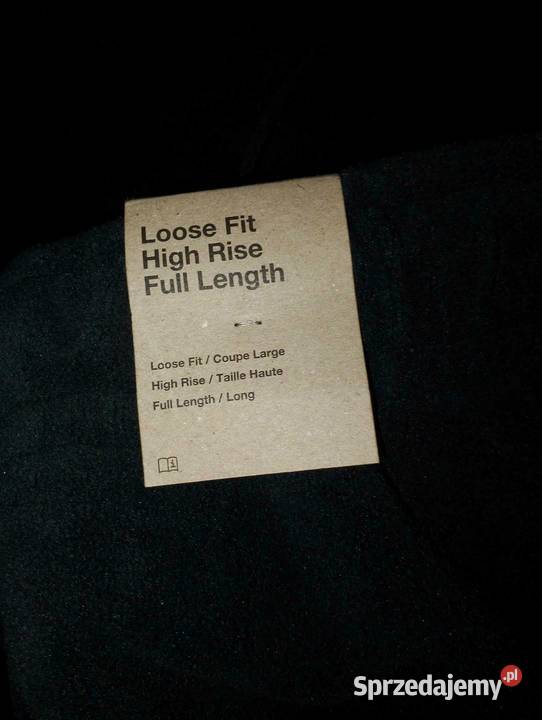 Loose Fit
High Rise
Full Length
Loose Fit / Coupe Large
High Rise / Taille Haute
Full Length / Long
i
Sprzedajemy.pl